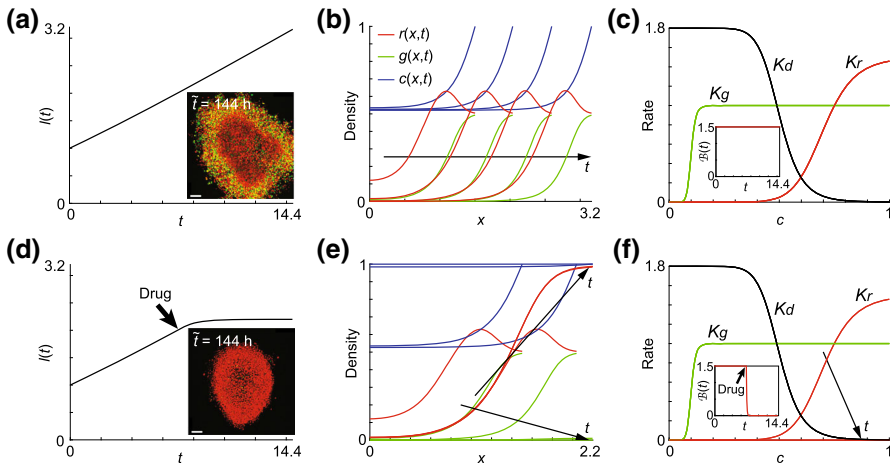 (a)
3.2
l(t)
0
0
t
14.4
t̃ = 144 h
(b)
1
Density
0
0
x
3.2
r(x,t)
g(x,t)
c(x,t)
t
(c)
1.8
Rate
0
0
c
1
Kd
Kr
Kg
1.5
ℬ(t)
0
0
t
14.4
(d)
3.2
l(t)
0
0
t
14.4
Drug
t̃ = 144 h
(e)
1
Density
0
0
x
2.2
t
t
(f)
1.8
Rate
0
0
c
1
Kd
Kr
Kg
1.5
ℬ(t)
Drug
0
0
t
14.4
t